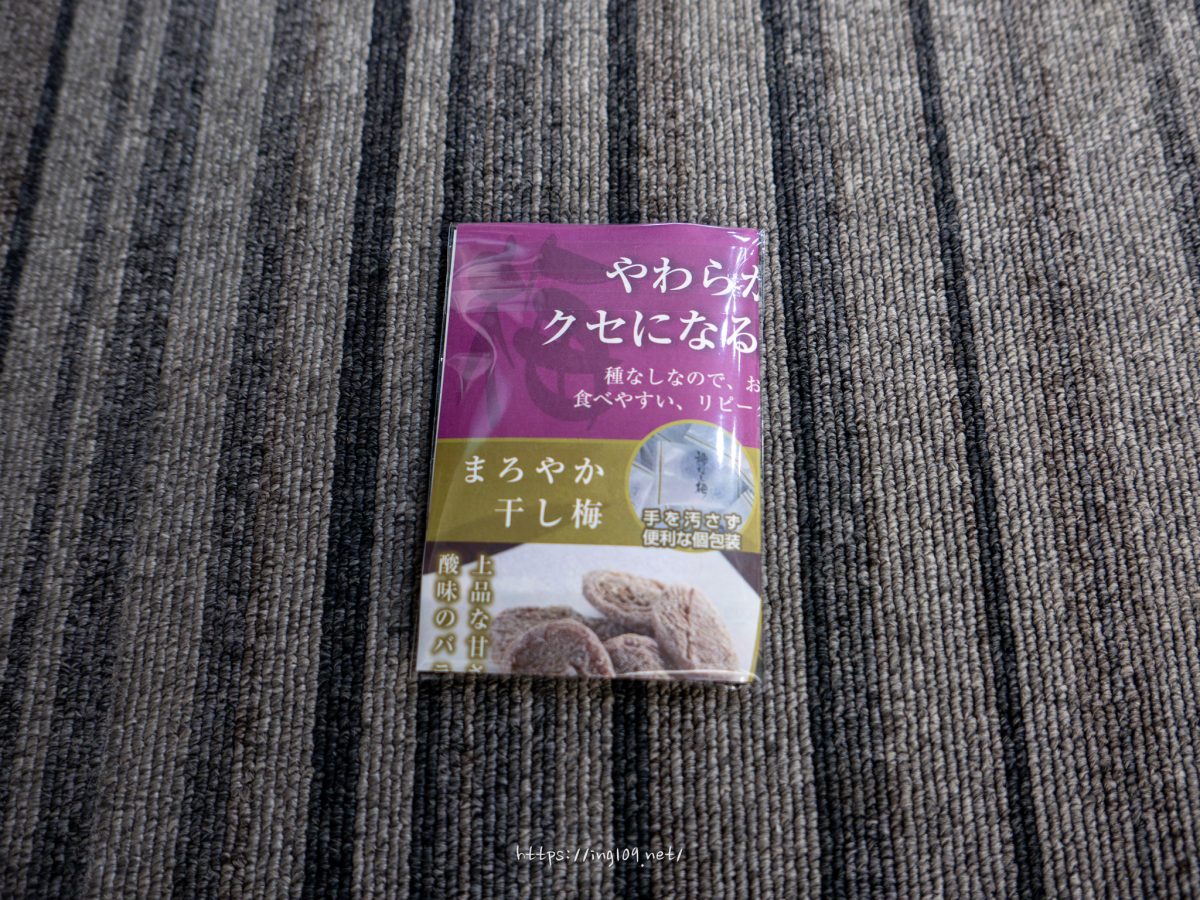 やわらか
クセになる
種なしなので、お
食べやすい、リピー
まろやか
干し梅
手を汚さず
便利な個包装
上品な甘さ
酸味のバラ
https://ing109.net/